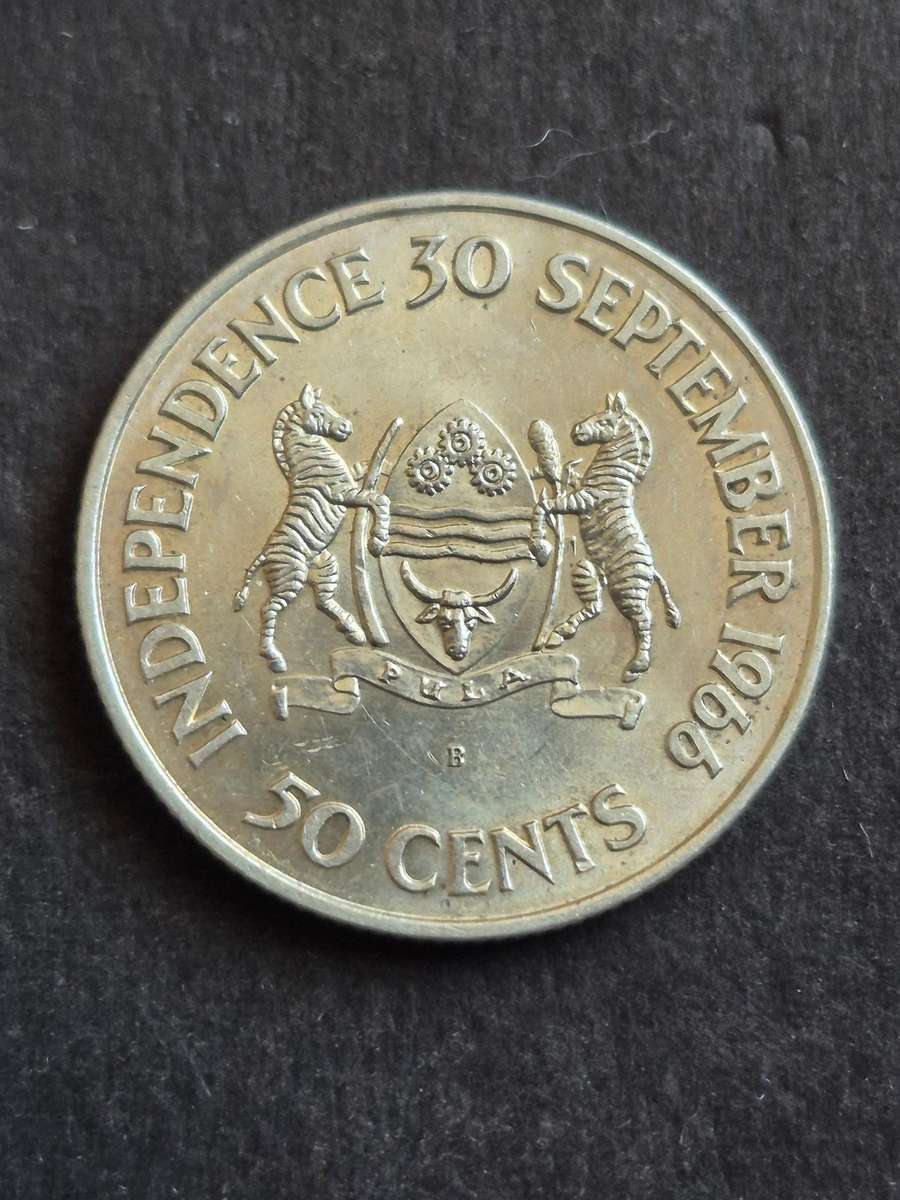 INDEPENDENCE 30 SEPTEMBER 1966
PULA
B
50 CENTS